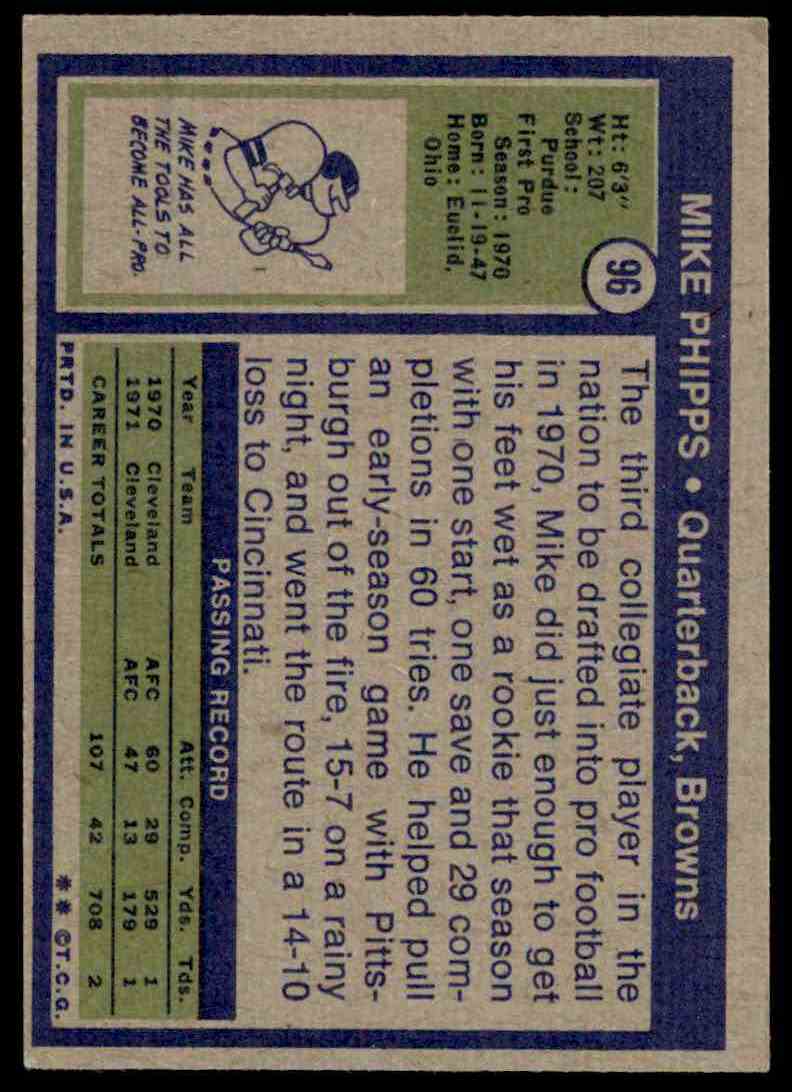 MIKE PHIPPS • Quarterback, Browns
96
Ht: 6'3"
Wt: 207
School:
Purdue
First Pro
Season: 1970
Born: 11-19-47
Home: Euclid,
Ohio
MIKE HAS ALL
THE TOOLS TO
BECOME ALL-PRO.
The third collegiate player in the
nation to be drafted into pro football
in 1970, Mike did just enough to get
his feet wet as a rookie that season
with one start, one save and 29 com-
pletions in 60 tries. He helped pull
an early-season game with Pitts-
burgh out of the fire, 15-7 on a rainy
night, and went the route in a 14-10
loss to Cincinnati.
PASSING RECORD
Year Team Att. Comp. Yds. Tds.
1970 Cleveland AFC 60 29 529 1
1971 Cleveland AFC 47 13 179 1
CAREER TOTALS 107 42 708 2
PRTD. IN U.S.A. ** ©T.C.G.